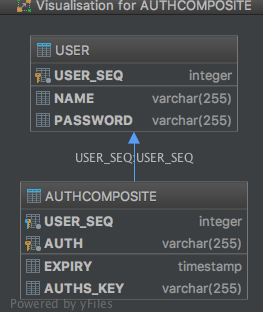 Visualisation for AUTHCOMPOSITE
USER
USER_SEQ integer
NAME varchar(255)
PASSWORD varchar(255)
USER_SEQ:USER_SEQ
AUTHCOMPOSITE
USER_SEQ integer
AUTH varchar(255)
EXPIRY timestamp
AUTHS_KEY varchar(255)
Powered by yFiles